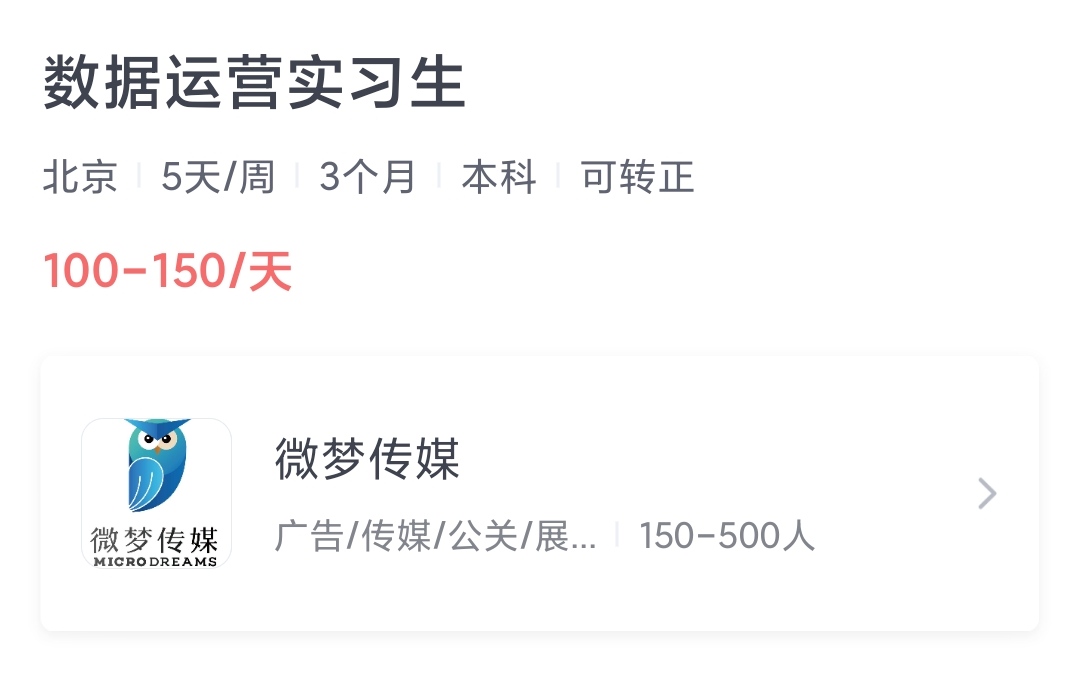 数据运营实习生
北京 5天/周 3个月 本科 可转正
100-150/天
微梦传媒
广告/传媒/公关/展... 150-500人
微梦传媒
MICRODREAMS